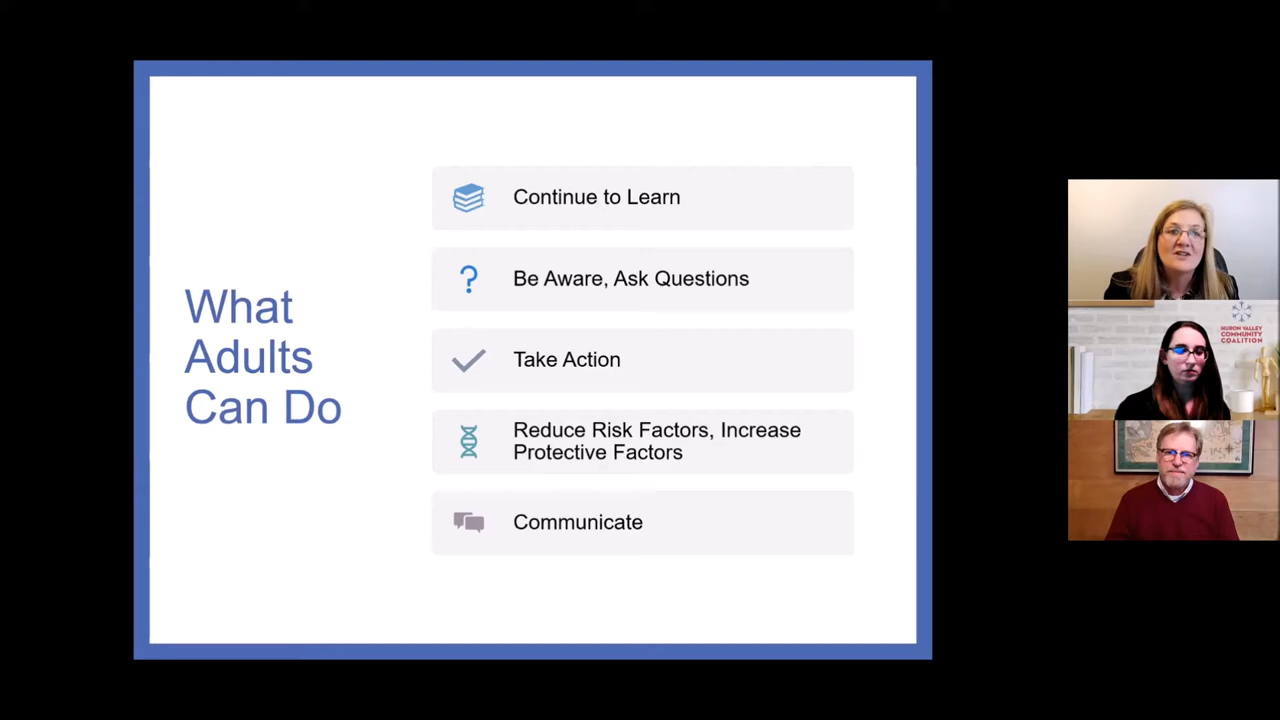 What
Adults
Can Do
Continue to Learn
?
Be Aware, Ask Questions
Take Action
Reduce Risk Factors, Increase
Protective Factors
Communicate
HURON VALLEY
COMMUNITY
COALITION